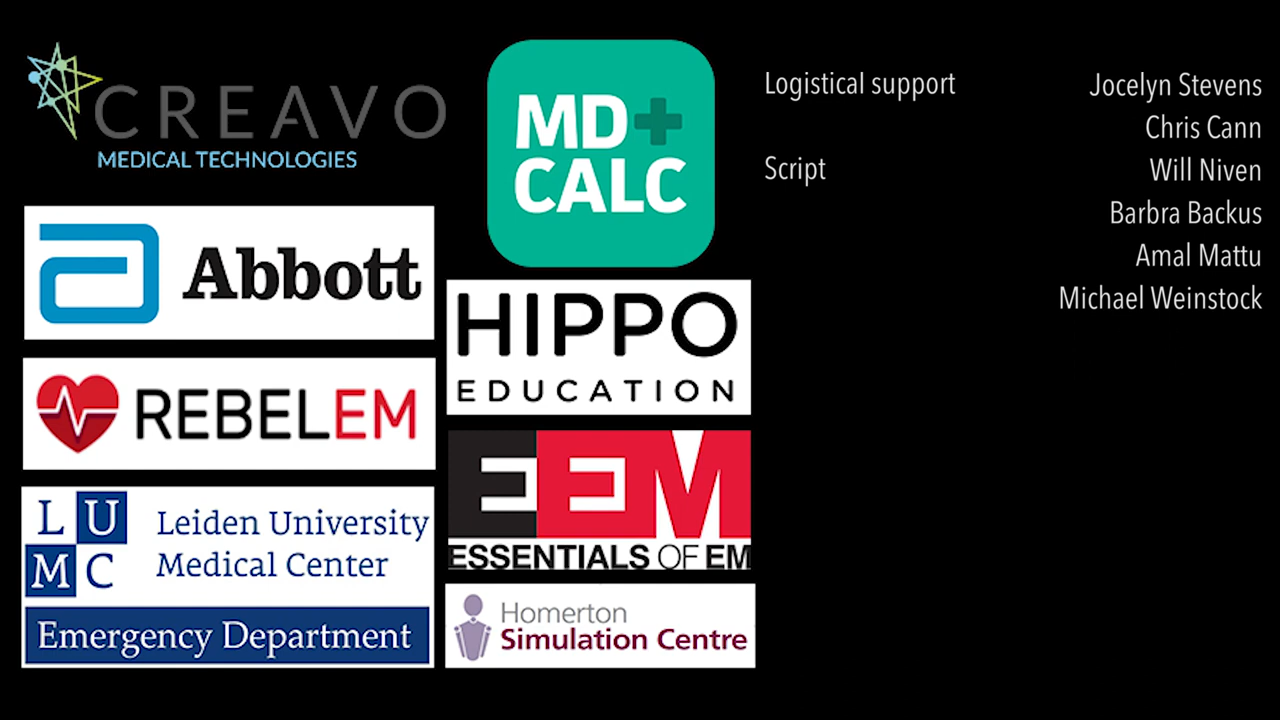 CREAVO
MEDICAL TECHNOLOGIES
Abbott
REBELEM
L U
M C
Leiden University
Medical Center
Emergency Department
MD+
CALC
HIPPO
EDUCATION
EEM
ESSENTIALS OF EM
Homerton
Simulation Centre
Logistical support Jocelyn Stevens
Chris Cann
Script Will Niven
Barbra Backus
Amal Mattu
Michael Weinstock